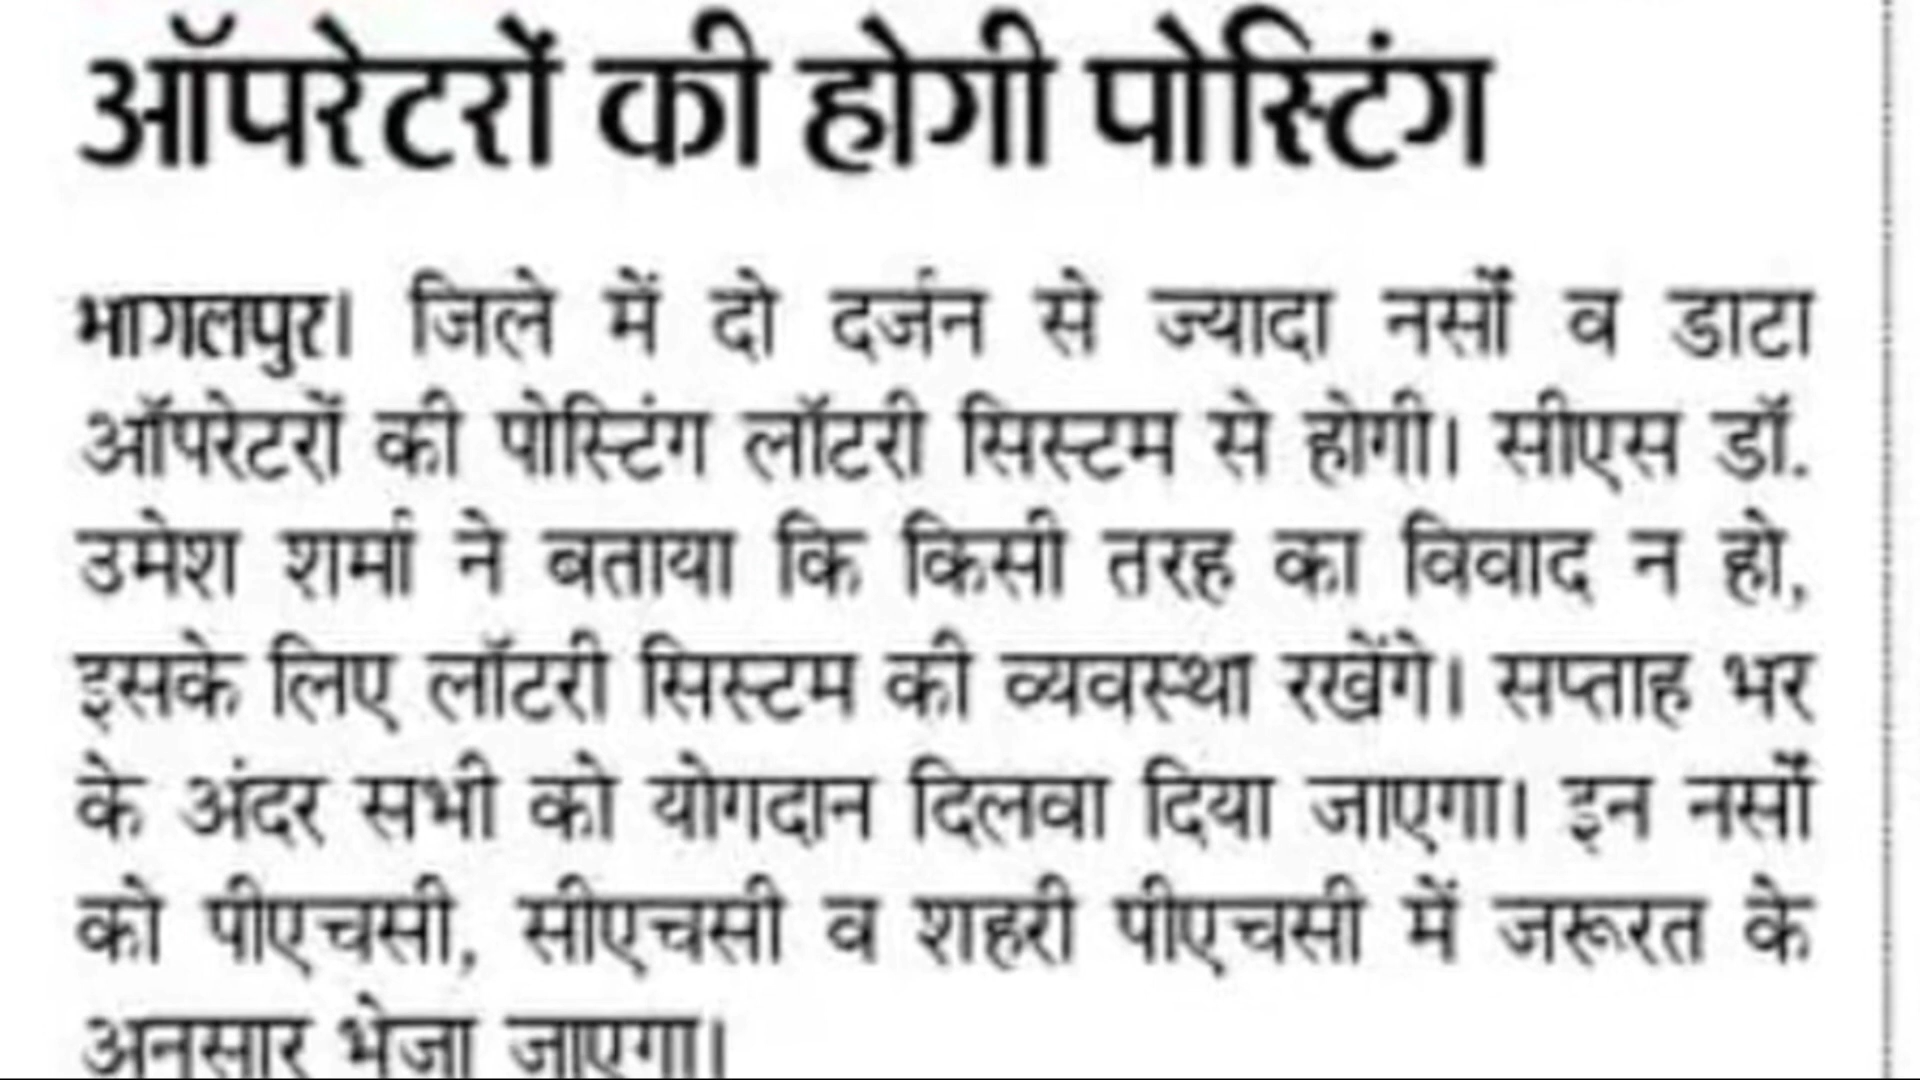 ऑपरेटरों की होगी पोस्टिंग
भागलपुर। जिले में दो दर्जन से ज्यादा नर्सों व डाटा
ऑपरेटरों की पोस्टिंग लॉटरी सिस्टम से होगी। सीएस डॉ.
उमेश शर्मा ने बताया कि किसी तरह का विवाद न हो,
इसके लिए लॉटरी सिस्टम की व्यवस्था रखेंगे। सप्ताह भर
के अंदर सभी को योगदान दिलवा दिया जाएगा। इन नर्सों
को पीएचसी, सीएचसी व शहरी पीएचसी में जरूरत के
अनुसार भेजा जाएगा।